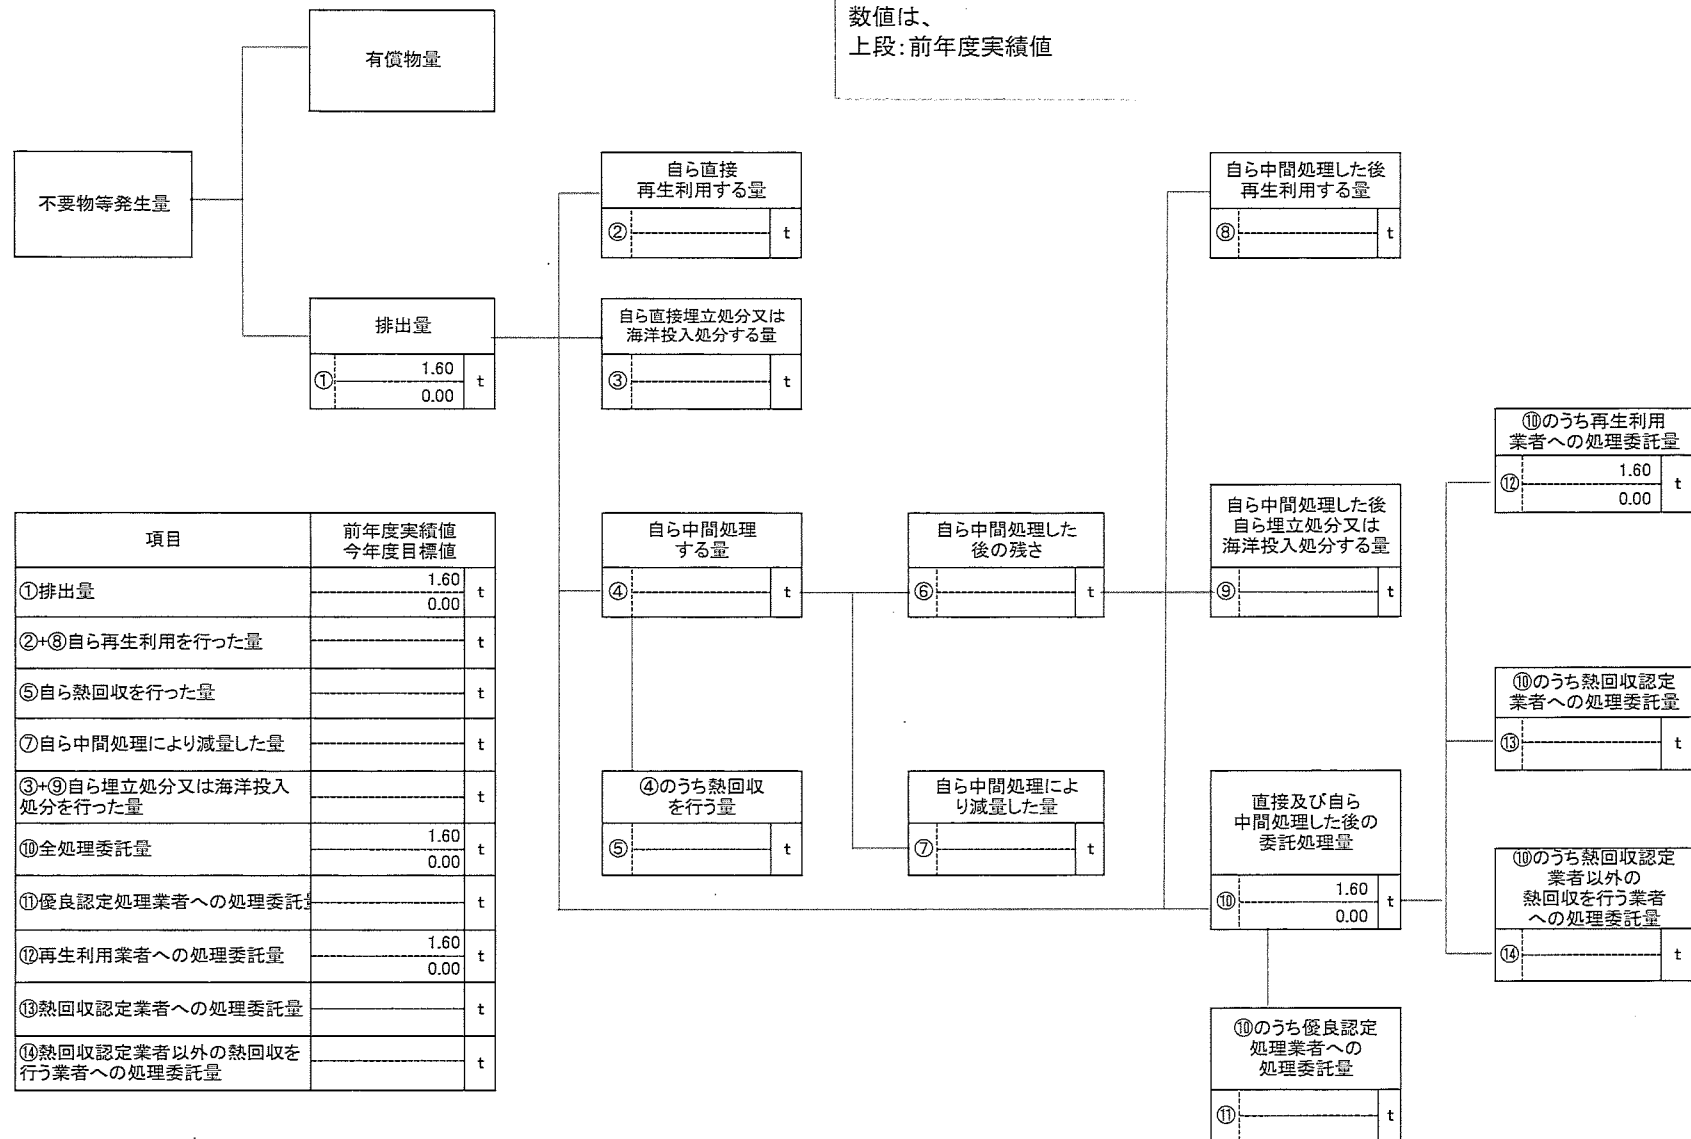 数値は、
上段：前年度実績値
有償物量
不要物等発生量
排出量
① 1.60 t
0.00
自ら直接
再生利用する量
② t
自ら直接埋立処分又は
海洋投入処分する量
③ t
自ら中間処理した後
再生利用する量
⑧ t
⑩のうち再生利用
業者への処理委託量
⑫ 1.60 t
0.00
自ら中間処理
する量
④ t
自ら中間処理した
後の残さ
⑥ t
自ら中間処理した後
自ら埋立処分又は
海洋投入処分する量
⑨ t
⑩のうち熱回収認定
業者への処理委託量
⑬ t
④のうち熱回収
を行う量
⑤ t
自ら中間処理によ
り減量した量
⑦ t
直接及び自ら
中間処理した後の
委託処理量
⑩ 1.60 t
0.00
⑩のうち熱回収認定
業者以外の
熱回収を行う業者
への処理委託量
⑭ t
⑩のうち優良認定
処理業者への
処理委託量
⑪ t
項目 前年度実績値
今年度目標値
①排出量 1.60 t
0.00
②+⑧自ら再生利用を行った量 t
⑤自ら熱回収を行った量 t
⑦自ら中間処理により減量した量 t
③+⑨自ら埋立処分又は海洋投入
処分を行った量 t
⑩全処理委託量 1.60 t
0.00
⑪優良認定処理業者への処理委託 t
⑫再生利用業者への処理委託量 1.60 t
0.00
⑬熱回収認定業者への処理委託量 t
⑭熱回収認定業者以外の熱回収を
行う業者への処理委託量 t